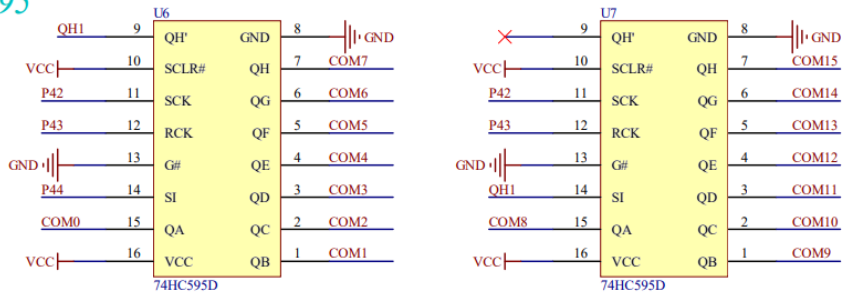 95
U6
QH1 9 QH' GND 8 GND
VCC 10 SCLR# QH 7 COM7
P42 11 SCK QG 6 COM6
P43 12 RCK QF 5 COM5
GND 13 G# QE 4 COM4
P44 14 SI QD 3 COM3
COM0 15 QA QC 2 COM2
VCC 16 VCC QB 1 COM1
74HC595D
U7
9 QH' GND 8 GND
VCC 10 SCLR# QH 7 COM15
P42 11 SCK QG 6 COM14
P43 12 RCK QF 5 COM13
GND 13 G# QE 4 COM12
QH1 14 SI QD 3 COM11
COM8 15 QA QC 2 COM10
VCC 16 VCC QB 1 COM9
74HC595D